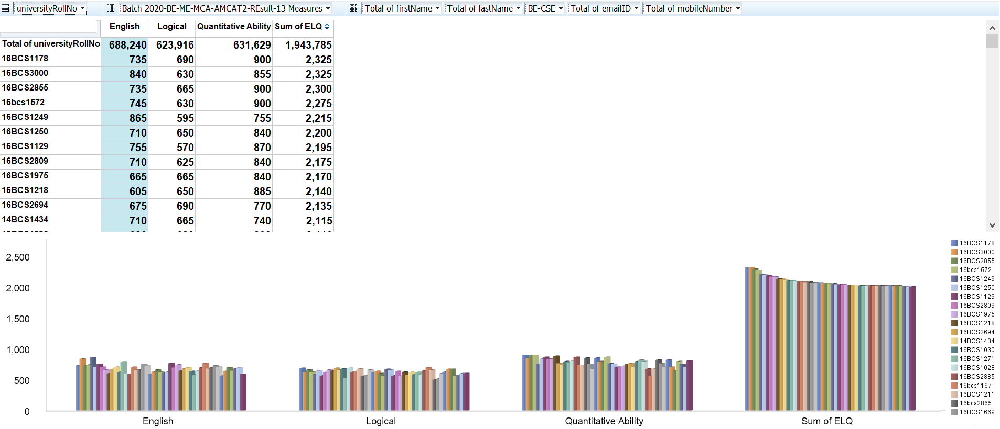 universityRollNo Batch 2020-BE-ME-MCA-AMCAT2-REsult-13 Measures Total of firstName Total of lastName BE-CSE Total of emailID Total of mobileNumber
English Logical Quantitative Ability Sum of ELQ
Total of universityRollNo 688,240 623,916 631,629 1,943,785
16BCS1178 735 690 900 2,325
16BCS3000 840 630 855 2,325
16BCS2855 735 665 900 2,300
16bcs1572 745 630 900 2,275
16BCS1249 865 595 755 2,215
16BCS1250 710 650 840 2,200
16BCS1129 755 570 870 2,195
16BCS2809 710 625 840 2,175
16BCS1975 665 665 840 2,170
16BCS1218 605 650 885 2,140
16BCS2694 675 690 770 2,135
14BCS1434 710 665 740 2,115
2,500
2,000
1,500
1,000
500
0
English Logical Quantitative Ability Sum of ELQ
16BCS1178
16BCS3000
16BCS2855
16bcs1572
16BCS1249
16BCS1250
16BCS1129
16BCS2809
16BCS1975
16BCS1218
16BCS2694
14BCS1434
16BCS1030
16BCS1271
16BCS1028
16BCS2885
16bcs1167
16BCS1211
16bcs2865
16BCS1669
...